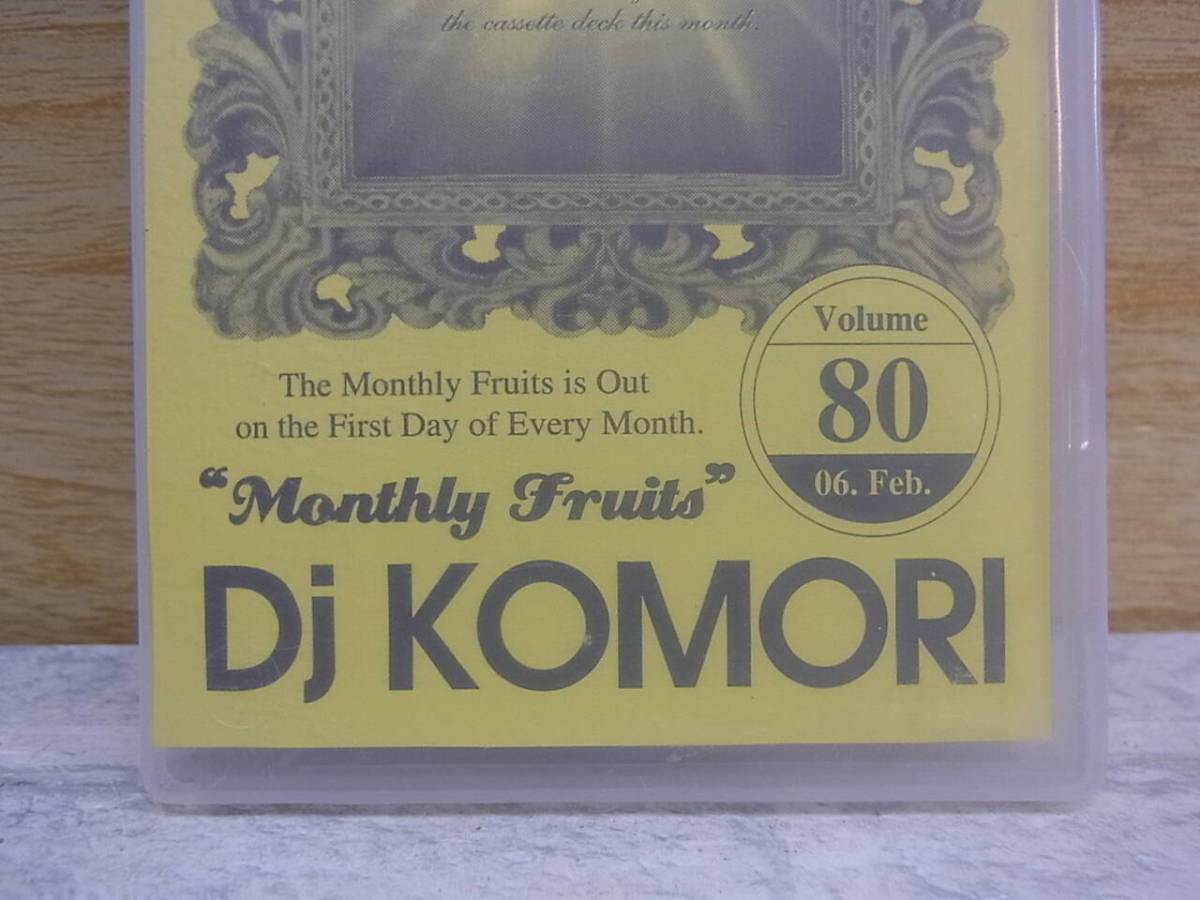 the cassette deck this month.
Volume
80
06. Feb.
The Monthly Fruits is Out
on the First Day of Every Month.
“Monthly Fruits”
Dj KOMORI